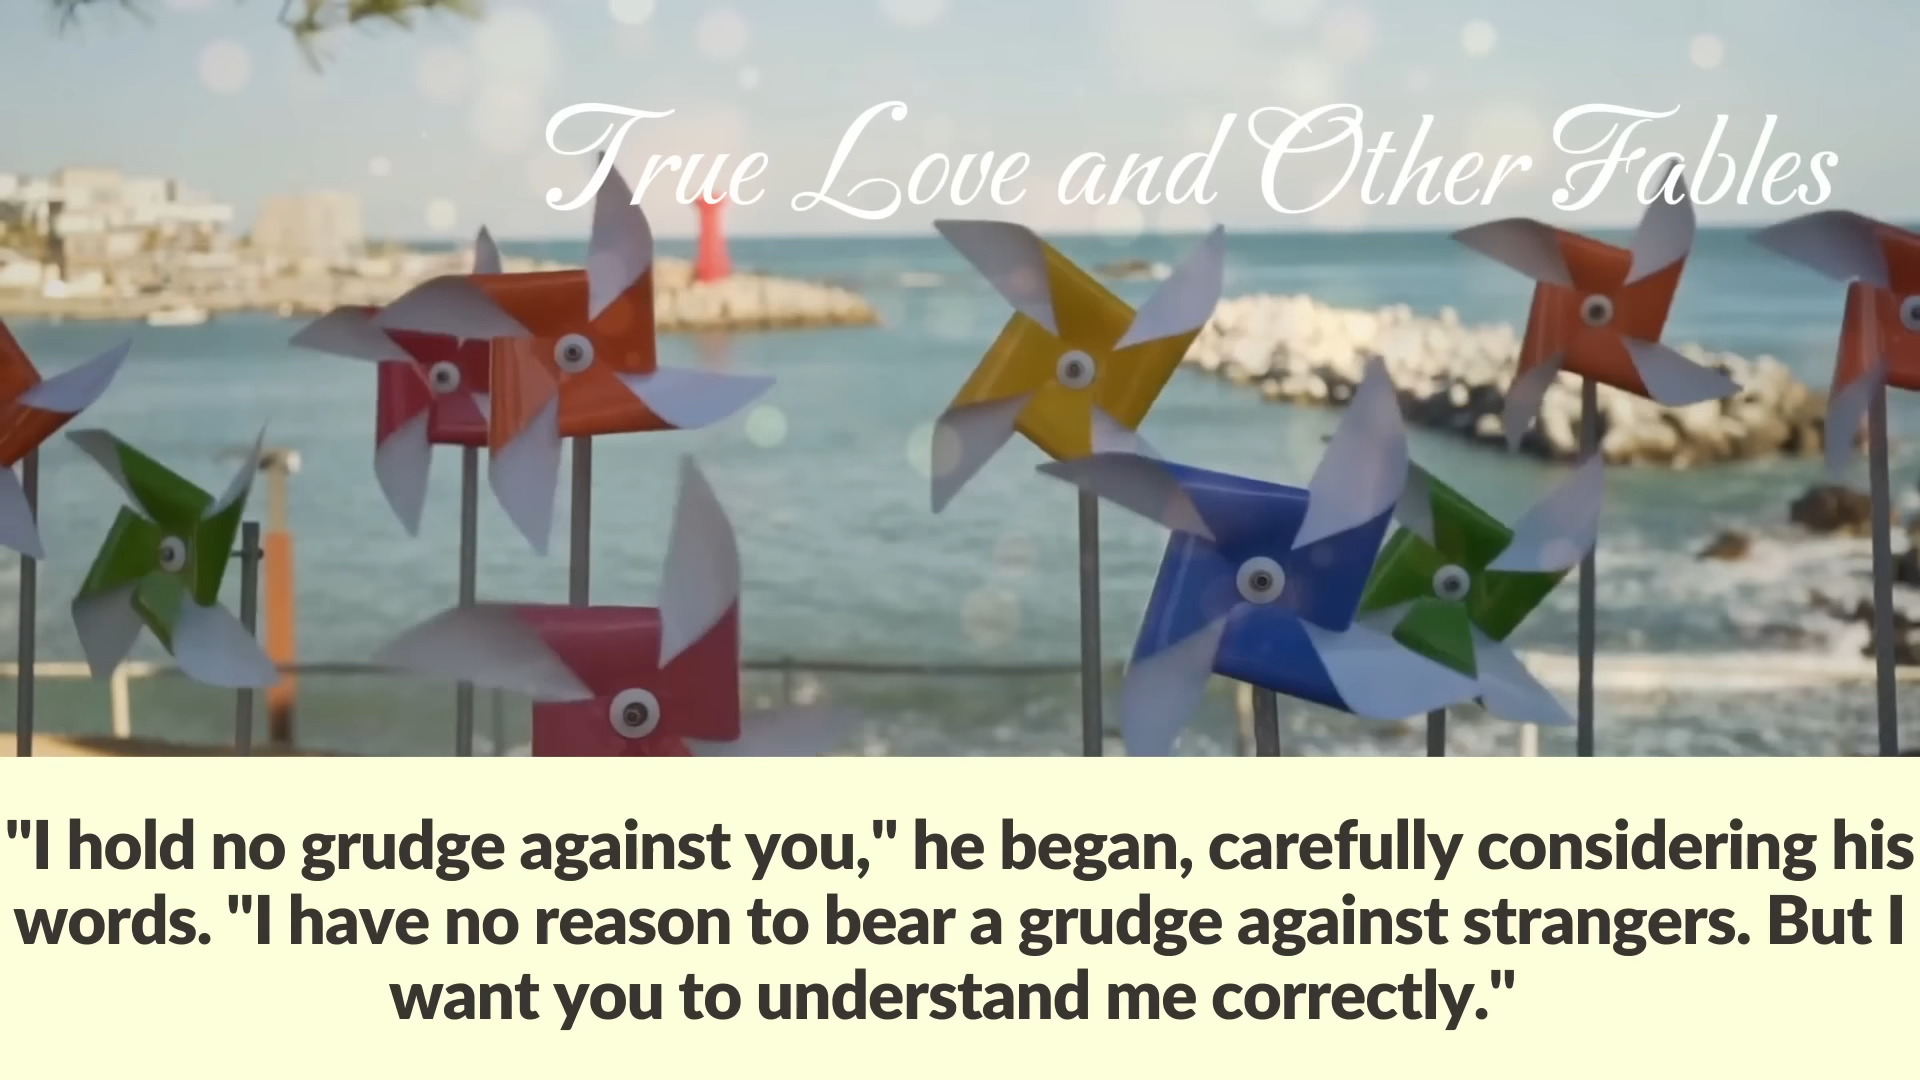 True Love and Other Fables
"I hold no grudge against you," he began, carefully considering his
words. "I have no reason to bear a grudge against strangers. But I
want you to understand me correctly."